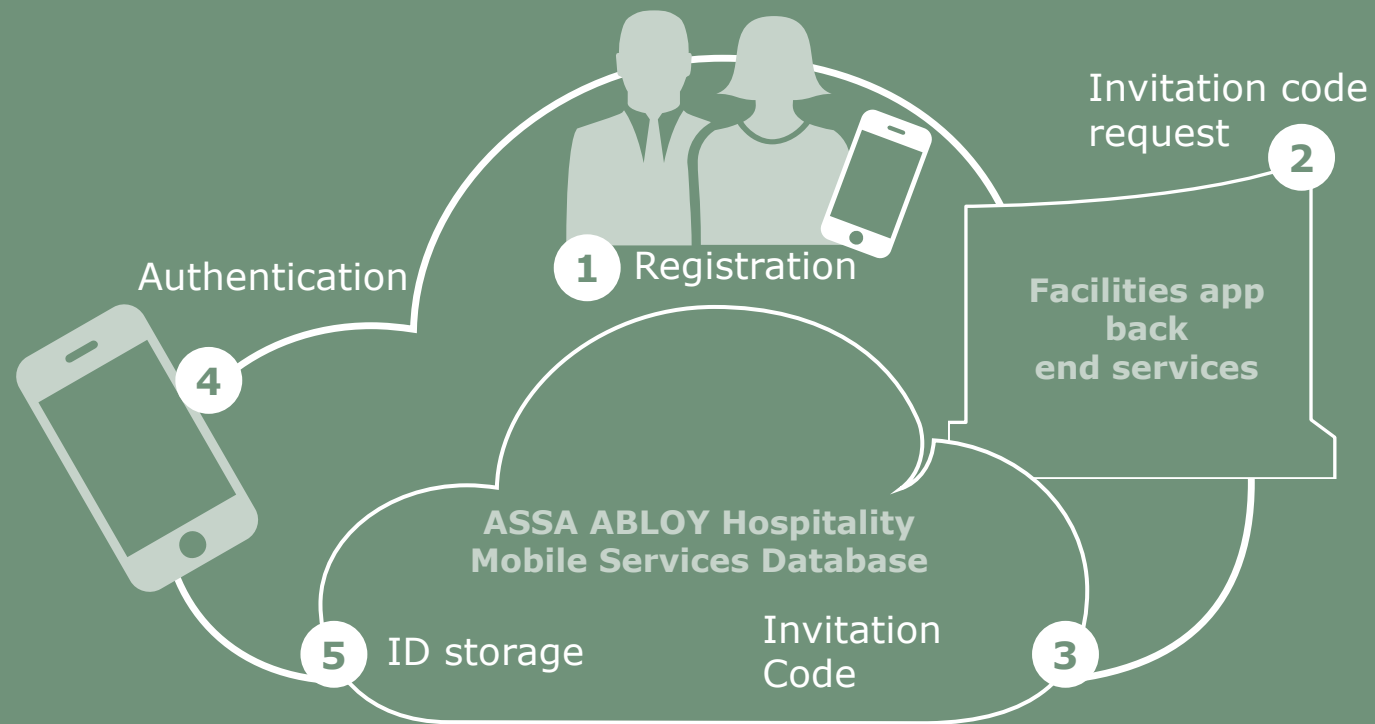 1
Registration
Invitation code
request
2
Facilities app
back
end services
Invitation
Code
3
Authentication
4
ASSA ABLOY Hospitality
Mobile Services Database
5
ID storage